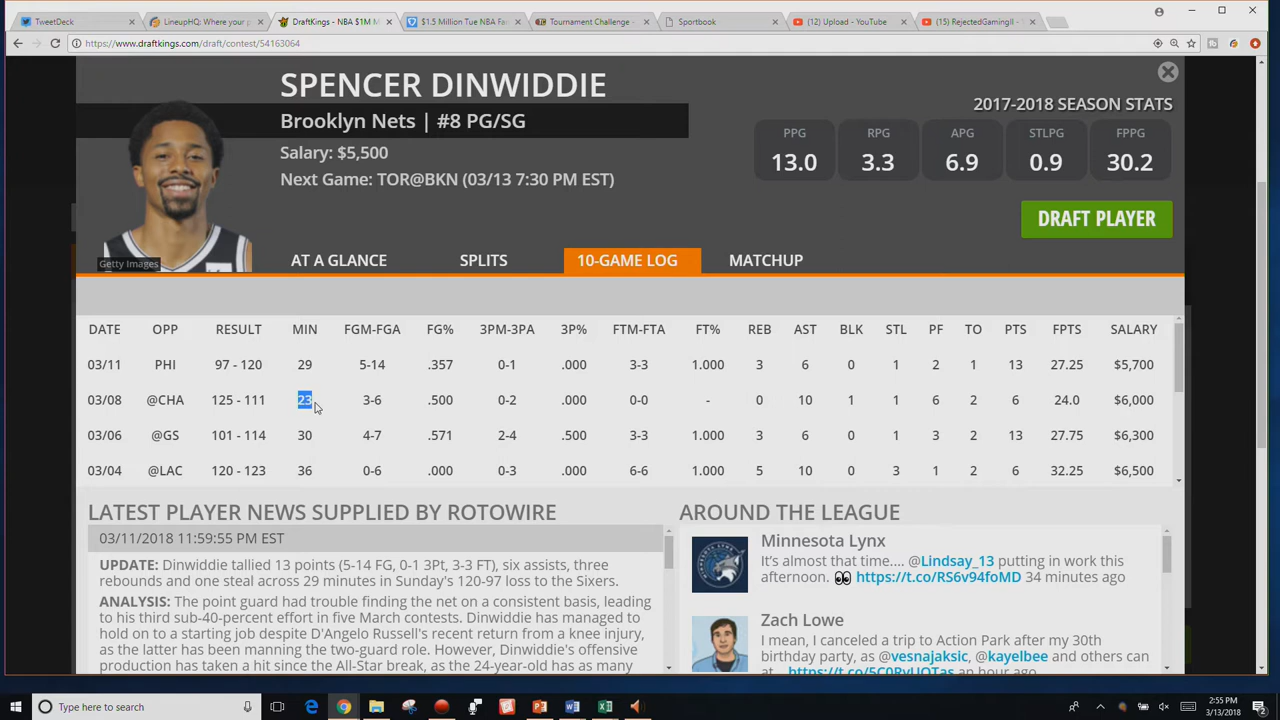 TweetDeck
LineupHQ: Where your
DraftKings - NBA $1M M
$1.5 Million Tue NBA Fa
Tournament Challenge -
Sportbook
(12) Upload - YouTube
(15) RejectedGamingII -
https://www.draftkings.com/draft/contest/54163064
SPENCER DINWIDDIE
Brooklyn Nets | #8 PG/SG
Salary: $5,500
Next Game: TOR@BKN (03/13 7:30 PM EST)
Getty Images
2017-2018 SEASON STATS
PPG RPG APG STLPG FPPG
13.0 3.3 6.9 0.9 30.2
DRAFT PLAYER
AT A GLANCE SPLITS 10-GAME LOG MATCHUP
DATE OPP RESULT MIN FGM-FGA FG% 3PM-3PA 3P% FTM-FTA FT% REB AST BLK STL PF TO PTS FPTS SALARY
03/11 PHI 97 - 120 29 5-14 .357 0-1 .000 3-3 1.000 3 6 0 1 2 1 13 27.25 $5,700
03/08 @CHA 125 - 111 23 3-6 .500 0-2 .000 0-0 - 0 10 1 1 6 2 6 24.0 $6,000
03/06 @GS 101 - 114 30 4-7 .571 2-4 .500 3-3 1.000 3 6 0 1 3 2 13 27.75 $6,300
03/04 @LAC 120 - 123 36 0-6 .000 0-3 .000 6-6 1.000 5 10 0 3 1 2 6 32.25 $6,500
LATEST PLAYER NEWS SUPPLIED BY ROTOWIRE
03/11/2018 11:59:55 PM EST
UPDATE: Dinwiddie tallied 13 points (5-14 FG, 0-1 3Pt, 3-3 FT), six assists, three
rebounds and one steal across 29 minutes in Sunday's 120-97 loss to the Sixers.
ANALYSIS: The point guard had trouble finding the net on a consistent basis, leading
to his third sub-40-percent effort in five March contests. Dinwiddie has managed to
hold on to a starting job despite D'Angelo Russell's recent return from a knee injury,
as the latter has been manning the two-guard role. However, Dinwiddie's offensive
production has taken a hit since the All-Star break, as the 24-year-old has as many
AROUND THE LEAGUE
Minnesota Lynx
It's almost that time.... @Lindsay_13 putting in work this
afternoon. 👀 https://t.co/RS6v94foMD 34 minutes ago
Zach Lowe
I mean, I canceled a trip to Action Park after my 30th
birthday party, as @vesnajaksic, @kayelbee and others can
Type here to search
2:55 PM
3/13/2018